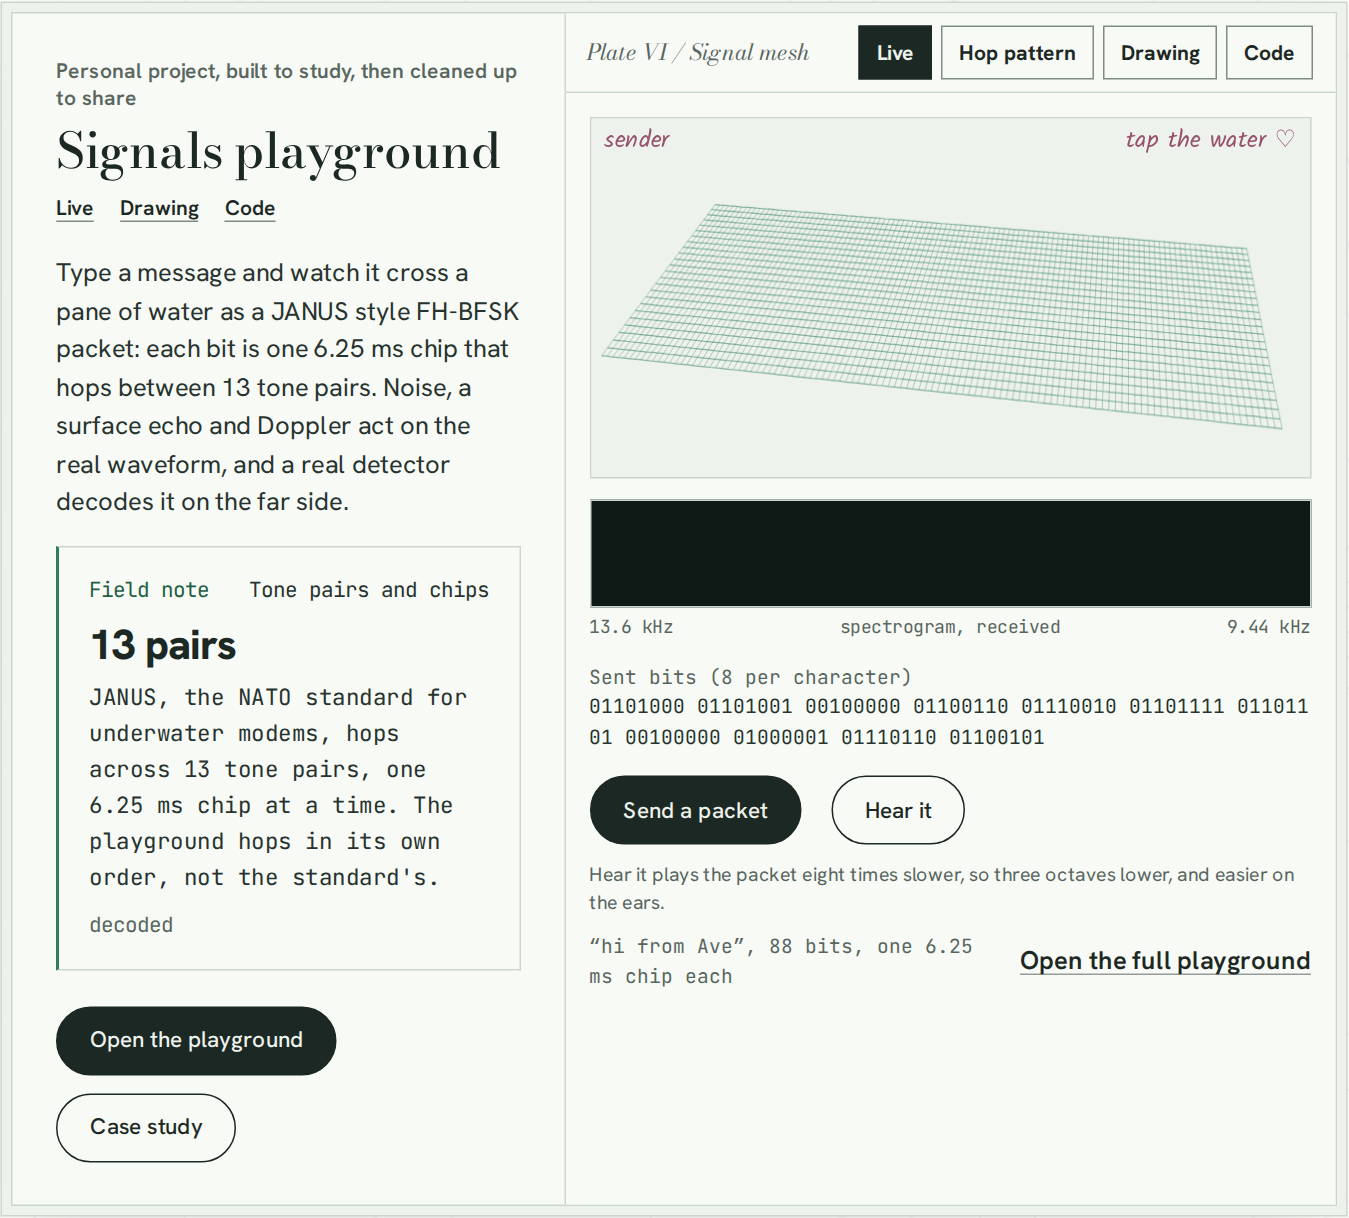 Personal project, built to study, then cleaned up
to share
Signals playground
Live Drawing Code
Type a message and watch it cross a
pane of water as a JANUS style FH-BFSK
packet: each bit is one 6.25 ms chip that
hops between 13 tone pairs. Noise, a
surface echo and Doppler act on the
real waveform, and a real detector
decodes it on the far side.
Field note Tone pairs and chips
13 pairs
JANUS, the NATO standard for
underwater modems, hops
across 13 tone pairs, one
6.25 ms chip at a time. The
playground hops in its own
order, not the standard's.
decoded
Open the playground
Case study
Plate VI / Signal mesh
Live Hop pattern Drawing Code
sender
tap the water ♡
13.6 kHz spectrogram, received 9.44 kHz
Sent bits (8 per character)
01101000 01101001 00100000 01100110 01110010 01101111 011011
01 00100000 01000001 01110110 01100101
Send a packet Hear it
Hear it plays the packet eight times slower, so three octaves lower, and easier on
the ears.
“hi from Ave”, 88 bits, one 6.25
ms chip each
Open the full playground